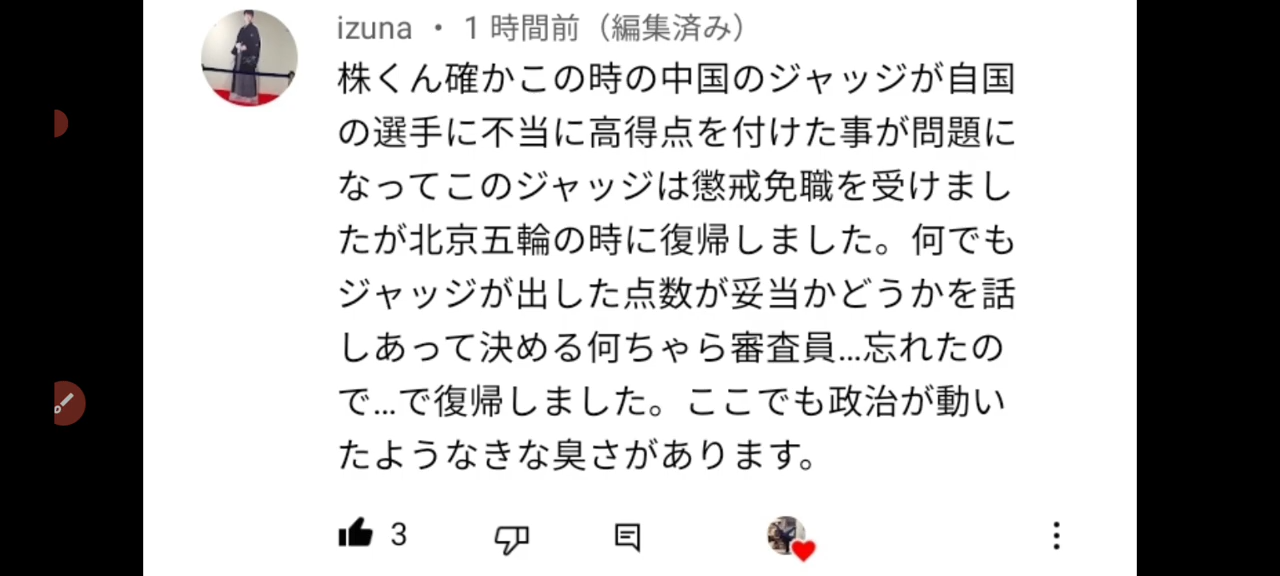 izuna ・ 1 時間前（編集済み）
株くん確かこの時の中国のジャッジが自国
の選手に不当に高得点を付けた事が問題に
なってこのジャッジは懲戒免職を受けまし
たが北京五輪の時に復帰しました。何でも
ジャッジが出した点数が妥当かどうかを話
しあって決める何ちゃら審査員...忘れたの
で...で復帰しました。ここでも政治が動い
たようなきな臭さがあります。
3